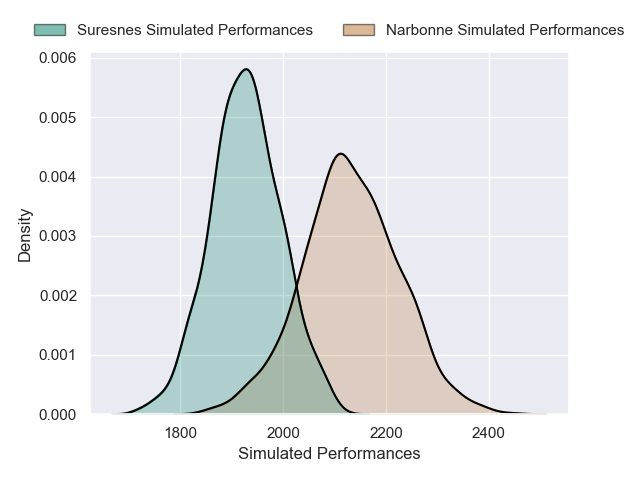 Suresnes Simulated Performances Narbonne Simulated Performances
0.006
0.005
0.004
0.003
0.002
0.001
0.000
Density
1800 2000 2200 2400
Simulated Performances